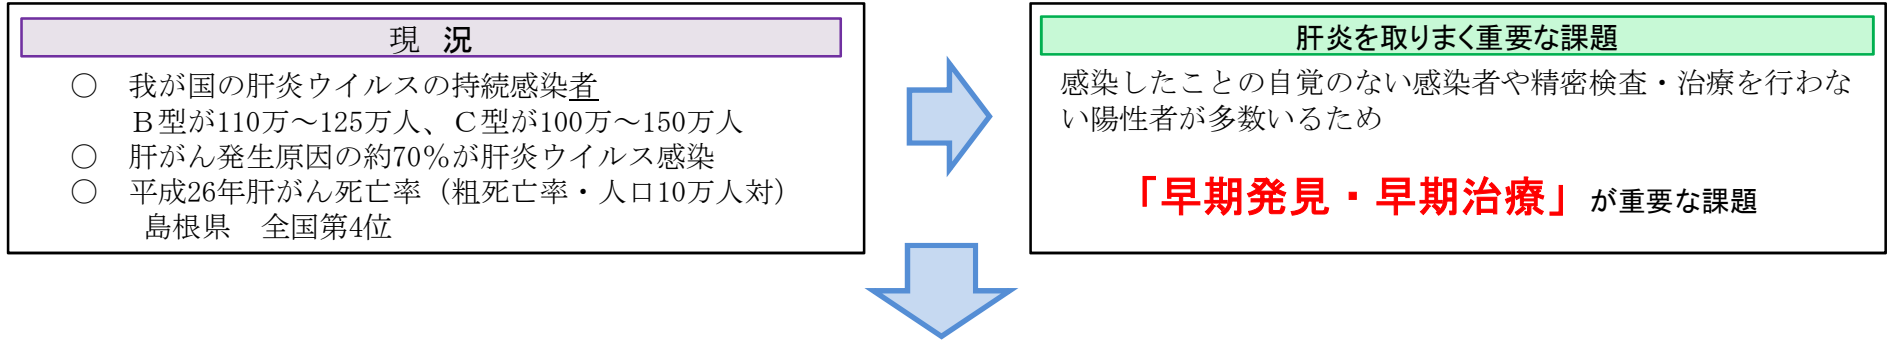 現　況
○　我が国の肝炎ウイルスの持続感染者
Ｂ型が110万～125万人、Ｃ型が100万～150万人
○　肝がん発生原因の約70％が肝炎ウイルス感染
○　平成26年肝がん死亡率（粗死亡率・人口10万人対）
島根県　全国第4位
肝炎を取りまく重要な課題
感染したことの自覚のない感染者や精密検査・治療を行わな
い陽性者が多数いるため
「早期発見・早期治療」が重要な課題